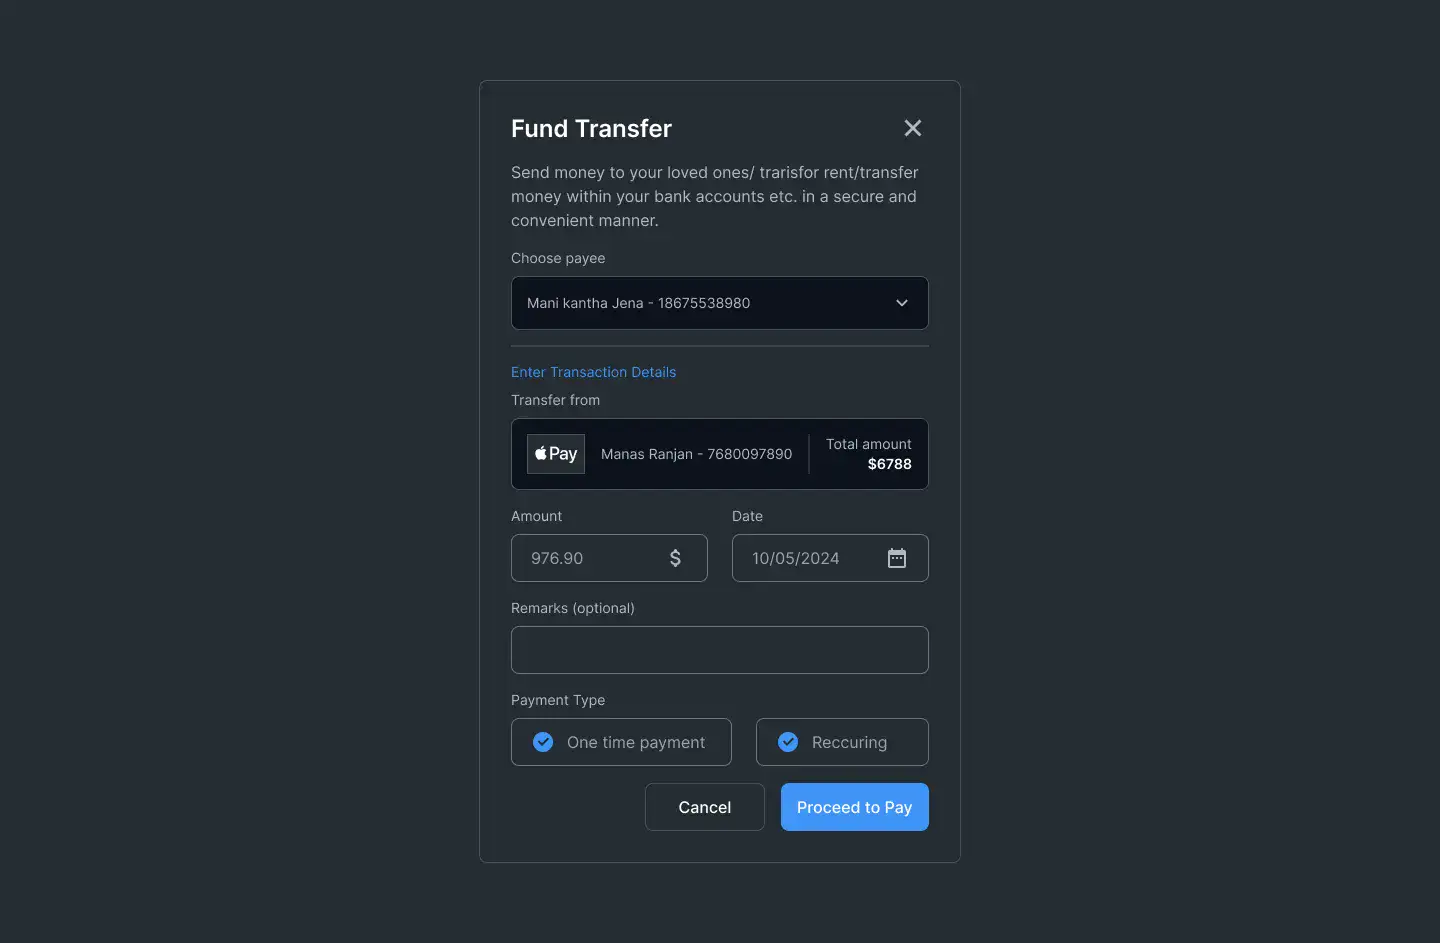 Fund Transfer
Send money to your loved ones/ trarisfor rent/transfer
money within your bank accounts etc. in a secure and
convenient manner.
Choose payee
Mani kantha Jena - 18675538980
Enter Transaction Details
Transfer from
Pay
Manas Ranjan - 7680097890
Total amount
$6788
Amount
Date
976.90 $
10/05/2024
Remarks (optional)
Payment Type
One time payment
Reccuring
Cancel
Proceed to Pay